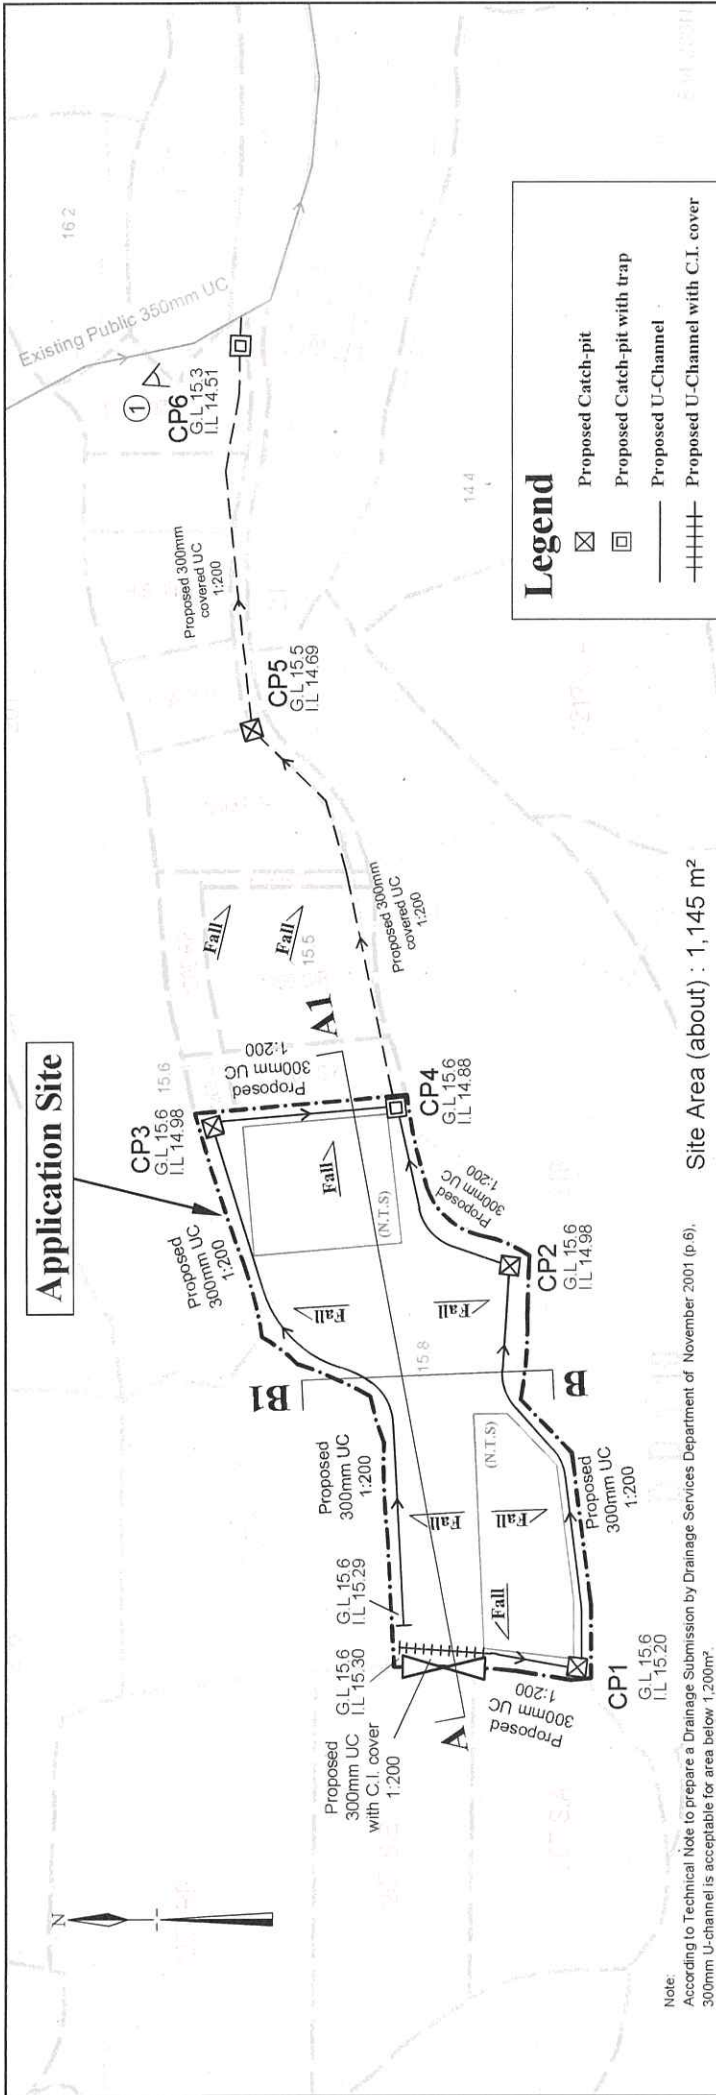 N
Application Site
Proposed
300mm UC
with C.I. cover
1:200
G.L 15.6
I.L 15.30
G.L 15.6
I.L 15.29
Proposed
300mm UC
1:200
B1
Proposed
300mm UC
1:200
CP3
G.L 15.6
I.L 14.98
15.6
Proposed
300mm UC
1:200
A1
Fall
Fall
15.5
A
Fall
Fall
Fall
Fall
Fall
Fall
15.8
(N.T.S)
(N.T.S)
Proposed
300mm UC
1:200
CP1
G.L 15.6
I.L 15.20
Proposed
300mm UC
1:200
B
CP2
G.L 15.6
I.L 14.98
Proposed
300mm UC
1:200
CP4
G.L 15.6
I.L 14.88
Proposed 300mm
covered UC
1:200
CP5
G.L 15.5
I.L 14.69
Proposed 300mm
covered UC
1:200
1
CP6
G.L 15.3
I.L 14.51
Existing Public 350mm UC
16.2
14.4
Legend
Proposed Catch-pit
Proposed Catch-pit with trap
Proposed U-Channel
Proposed U-Channel with C.I. cover
Site Area (about) : 1,145 m²
Note:
According to Technical Note to prepare a Drainage Submission by Drainage Services Department of November 2001 (p.6),
300mm U-channel is acceptable for area below 1,200m².